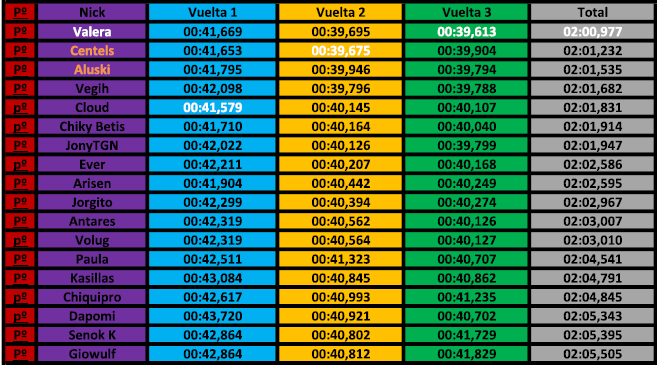 Pº Nick Vuelta 1 Vuelta 2 Vuelta 3 Total
Pº Valera 00:41,669 00:39,695 00:39,613 02:00,977
Pº Centels 00:41,653 00:39,675 00:39,904 02:01,232
Pº Aluski 00:41,795 00:39,946 00:39,794 02:01,535
Pº Vegih 00:42,098 00:39,796 00:39,788 02:01,682
Pº Cloud 00:41,579 00:40,145 00:40,107 02:01,831
pº Chiky Betis 00:41,710 00:40,164 00:40,040 02:01,914
Pº JonyTGN 00:42,022 00:40,126 00:39,799 02:01,947
pº Ever 00:42,211 00:40,207 00:40,168 02:02,586
Pº Arisen 00:41,904 00:40,442 00:40,249 02:02,595
Pº Jorgito 00:42,299 00:40,394 00:40,274 02:02,967
Pº Antares 00:42,319 00:40,562 00:40,126 02:03,007
pº Volug 00:42,319 00:40,564 00:40,127 02:03,010
Pº Paula 00:42,511 00:41,323 00:40,707 02:04,541
pº Kasillas 00:43,084 00:40,845 00:40,862 02:04,791
pº Chiquipro 00:42,617 00:40,993 00:41,235 02:04,845
pº Dapomi 00:43,720 00:40,921 00:40,702 02:05,343
Pº Senok K 00:42,864 00:40,802 00:41,729 02:05,395
Pº Giowulf 00:42,864 00:40,812 00:41,829 02:05,505